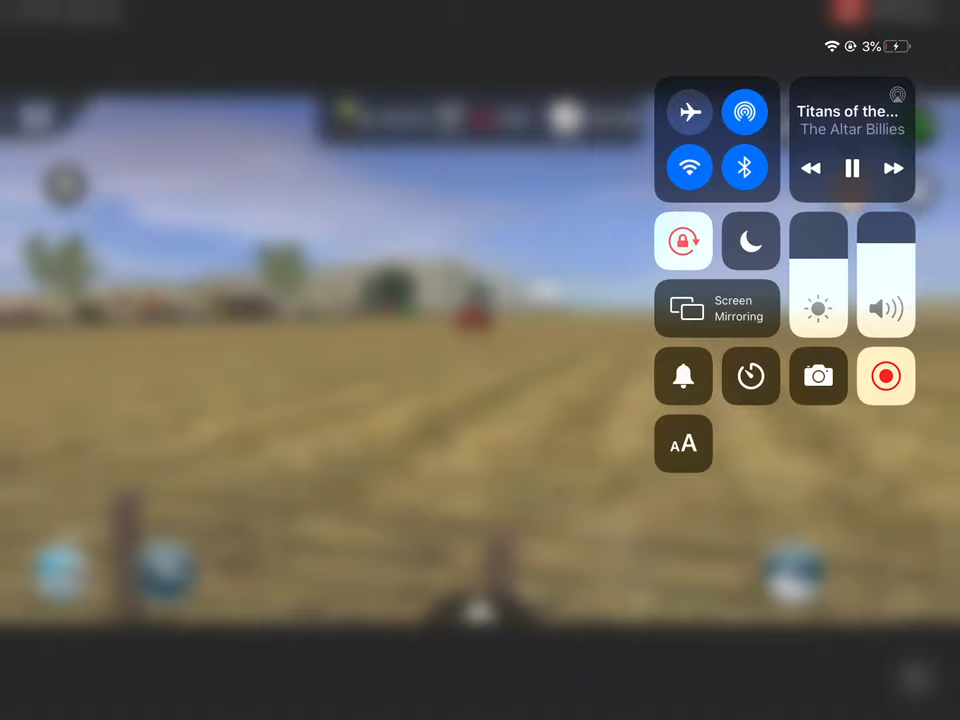 3%
Titans of the...
The Altar Billies
Screen
Mirroring
AA